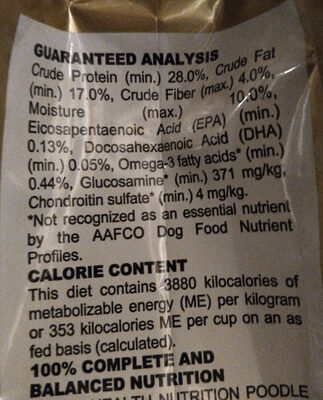 GUARANTEED ANALYSIS
Crude Protein (min.) 28.0%, Crude Fat
(min.) 17.0%, Crude Fiber (max.) 4.0%,
Moisture (max.) 10.0%,
Eicosapentaenoic Acid (EPA) (min.)
0.13%, Docosahexaenoic Acid (DHA)
(min.) 0.05%, Omega-3 fatty acids* (min.)
0.44%, Glucosamine* (min.) 371 mg/kg,
Chondroitin sulfate* (min.) 4 mg/kg.
*Not recognized as an essential nutrient
by the AAFCO Dog Food Nutrient
Profiles.
CALORIE CONTENT
This diet contains 3880 kilocalories of
metabolizable energy (ME) per kilogram
or 353 kilocalories ME per cup on an as
fed basis (calculated).
100% COMPLETE AND
BALANCED NUTRITION
HEALTH NUTRITION POODLE